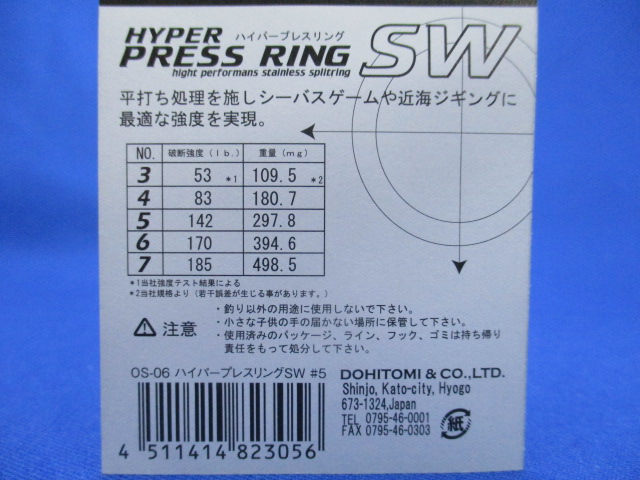 HYPER ハイパープレスリング
PRESS RING SW
hight performans stainless splitring
平打ち処理を施しシーバスゲームや近海ジギングに
最適な強度を実現。
NO. 破断強度（lb.） 重量（mg）
3 53 *1 109.5 *2
4 83 180.7
5 142 297.8
6 170 394.6
7 185 498.5
*1当社強度テスト結果による
*2当社規格より（若干誤差が生じる事があります。）
注意
・釣り以外の用途に使用しないで下さい。
・小さな子供の手の届かない場所に保管して下さい。
・使用済みのパッケージ、ライン、フック、ゴミは持ち帰り
責任をもって処分して下さい。
OS-06 ハイパープレスリングSW #5
4 511414 823056
DOHITOMI & CO.,LTD.
Shinjo, Kato-city, Hyogo
673-1324,Japan
TEL 0795-46-0001
FAX 0795-46-0303
紙